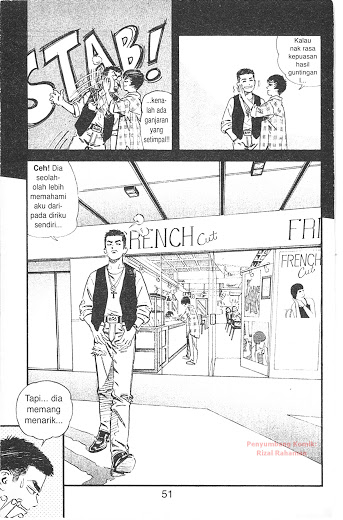 STAB!
...kena-
lah ada
ganjaran
yang
setimpal!!
Kalau
nak rasa
kepuasan
hasil
guntingan
I...
Ceh! Dia
seolah-
olah lebih
memahami
aku dari-
pada diriku
sendiri...
FRENCH Cut
FR
FRENCH
Cut
Tapi... dia
memang
menarik...
Penyumbang Komik:
Rizal Rahaman
51